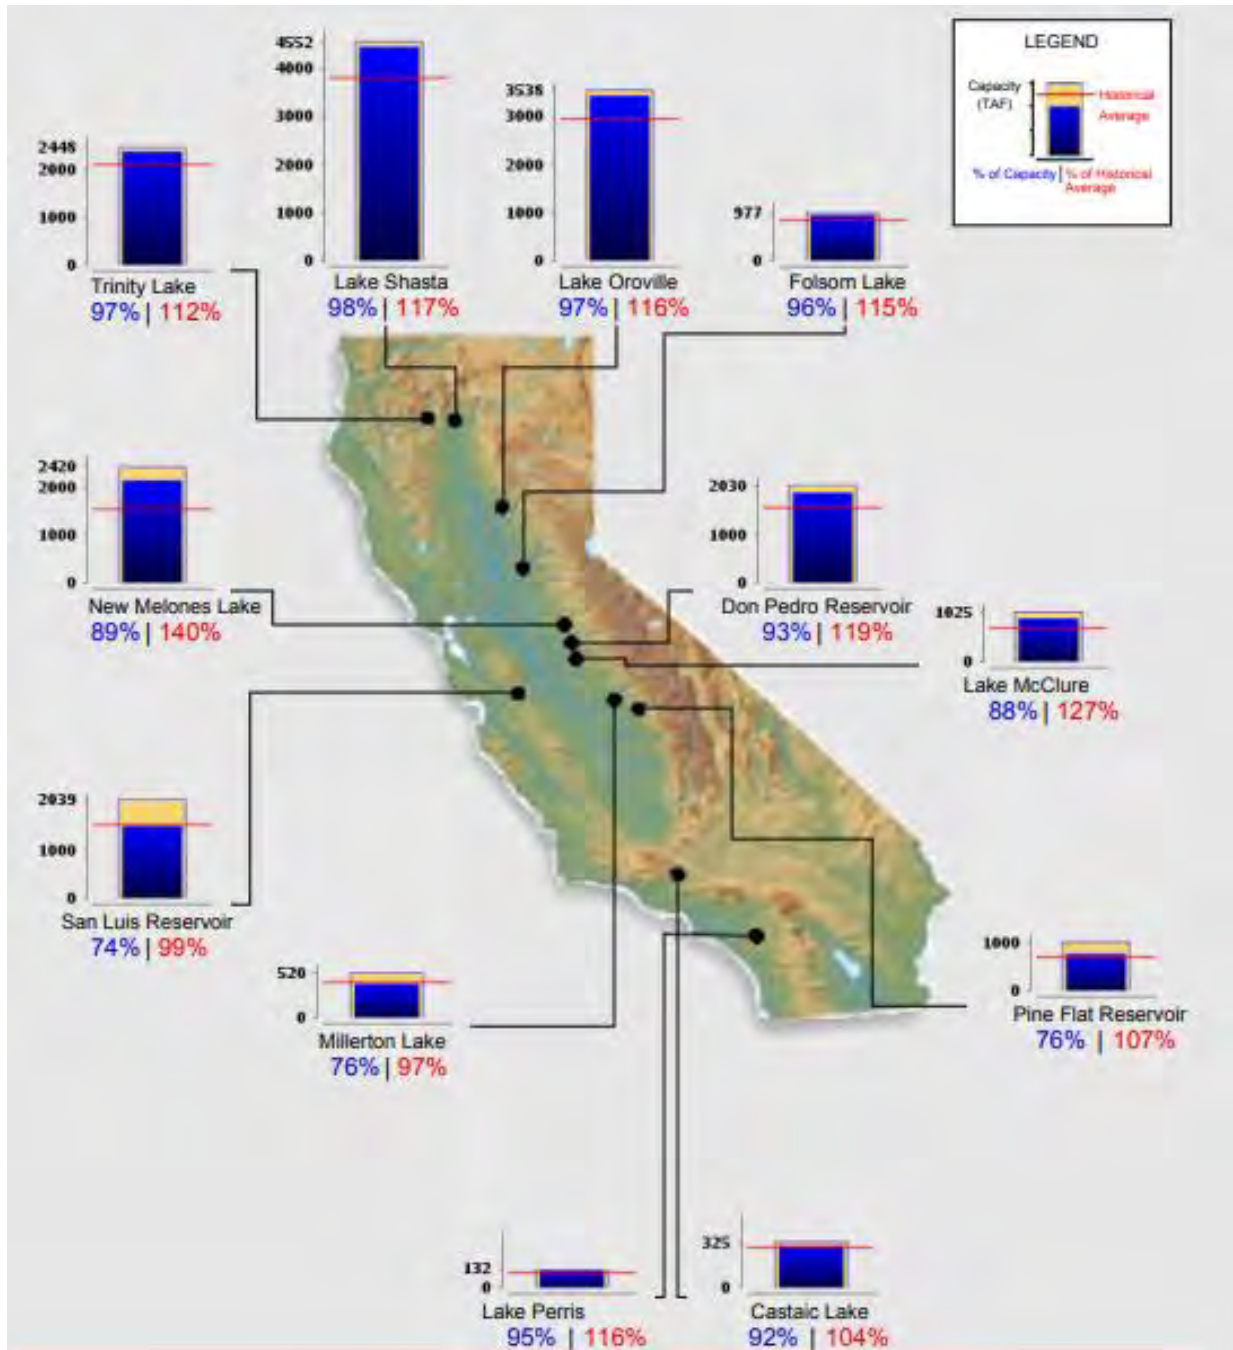 LEGEND
Capacity
(TAF)
Historical
Average
% of Capacity | % of Historical
Average
4552
4000
3000
2000
1000
0
Lake Shasta
98% | 117%
3538
3000
2000
1000
0
Lake Oroville
97% | 116%
2448
2000
1000
0
Trinity Lake
97% | 112%
977
0
Folsom Lake
96% | 115%
2420
2000
1000
0
New Melones Lake
89% | 140%
2030
1000
0
Don Pedro Reservoir
93% | 119%
1025
0
Lake McClure
88% | 127%
2039
1000
0
San Luis Reservoir
74% | 99%
520
0
Millerton Lake
76% | 97%
1000
0
Pine Flat Reservoir
76% | 107%
132
0
Lake Perris
95% | 116%
325
0
Castaic Lake
92% | 104%